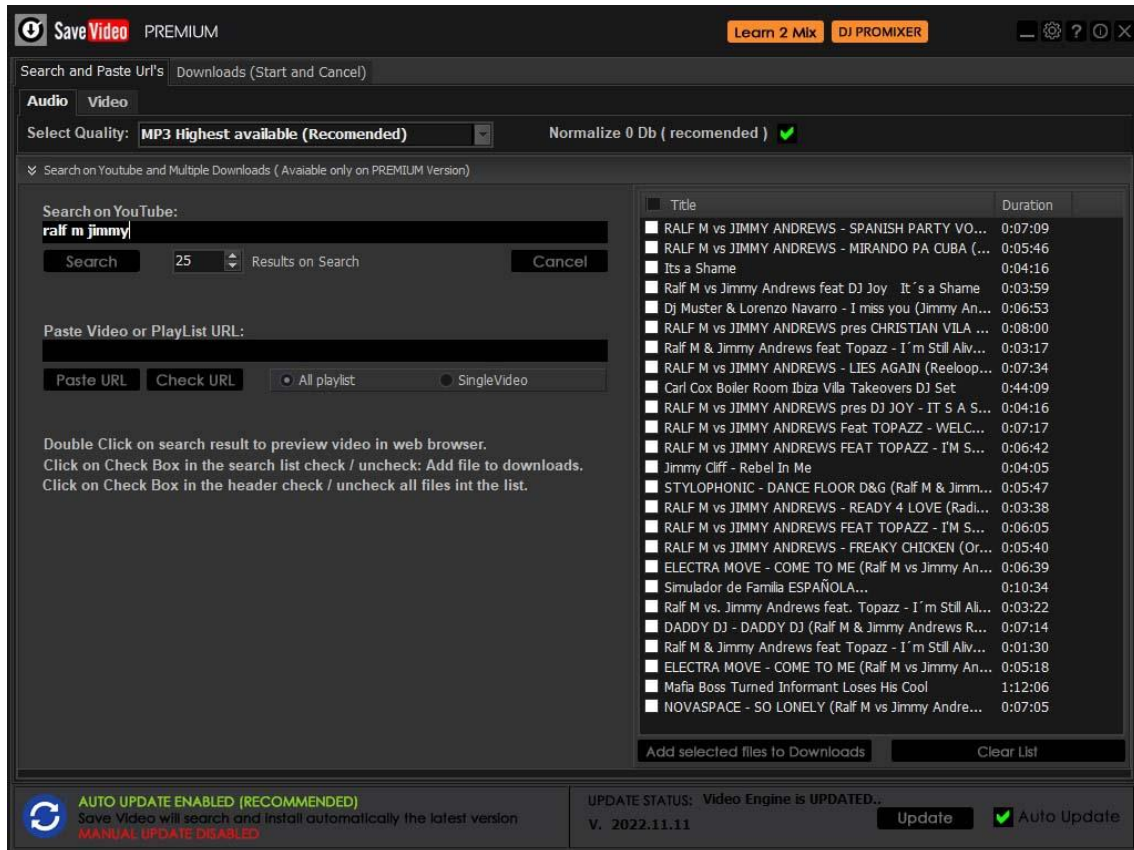 Save Video PREMIUM Learn 2 Mix DJ PROMIXER
Search and Paste Url's Downloads (Start and Cancel)
Audio Video
Select Quality: MP3 Highest available (Recomended) Normalize 0 Db ( recomended )
Search on Youtube and Multiple Downloads ( Avaiable only on PREMIUM Version)
Search on YouTube:
ralf m jimmy
Search 25 Results on Search Cancel
Paste Video or PlayList URL:
Paste URL Check URL All playlist SingleVideo
Double Click on search result to preview video in web browser.
Click on Check Box in the search list check / uncheck: Add file to downloads.
Click on Check Box in the header check / uncheck all files int the list.
Title Duration
RALF M vs JIMMY ANDREWS - SPANISH PARTY VO... 0:07:09
RALF M vs JIMMY ANDREWS - MIRANDO PA CUBA (... 0:05:46
Its a Shame 0:04:16
Ralf M vs Jimmy Andrews feat DJ Joy It´s a Shame 0:03:59
Dj Muster & Lorenzo Navarro - I miss you (Jimmy An... 0:06:53
RALF M vs JIMMY ANDREWS pres CHRISTIAN VILA ... 0:08:00
Ralf M & Jimmy Andrews feat Topazz - I´m Still Aliv... 0:03:17
RALF M vs JIMMY ANDREWS - LIES AGAIN (Reeloop... 0:07:34
Carl Cox Boiler Room Ibiza Villa Takeovers DJ Set 0:44:09
RALF M vs JIMMY ANDREWS pres DJ JOY - IT S A S... 0:04:16
RALF M vs JIMMY ANDREWS Feat TOPAZZ - WELC... 0:07:17
RALF M vs JIMMY ANDREWS FEAT TOPAZZ - I'M S... 0:06:42
Jimmy Cliff - Rebel In Me 0:04:05
STYLOPHONIC - DANCE FLOOR D&G (Ralf M & Jimm... 0:05:47
RALF M vs JIMMY ANDREWS - READY 4 LOVE (Radi... 0:03:38
RALF M vs JIMMY ANDREWS FEAT TOPAZZ - I'M S... 0:06:05
RALF M vs JIMMY ANDREWS - FREAKY CHICKEN (Or... 0:05:40
ELECTRA MOVE - COME TO ME (Ralf M vs Jimmy An... 0:06:39
Simulador de Familia ESPAÑOLA... 0:10:34
Ralf M vs. Jimmy Andrews feat. Topazz - I´m Still Ali... 0:03:22
DADDY DJ - DADDY DJ (Ralf M & Jimmy Andrews R... 0:07:14
Ralf M & Jimmy Andrews feat Topazz - I´m Still Aliv... 0:01:30
ELECTRA MOVE - COME TO ME (Ralf M vs Jimmy An... 0:05:18
Mafia Boss Turned Informant Loses His Cool 1:12:06
NOVASPACE - SO LONELY (Ralf M vs Jimmy Andre... 0:07:05
Add selected files to Downloads Clear List
AUTO UPDATE ENABLED (RECOMMENDED)
Save Video will search and install automatically the latest version
MANUAL UPDATE DISABLED
UPDATE STATUS: Video Engine is UPDATED..
V. 2022.11.11 Update Auto Update